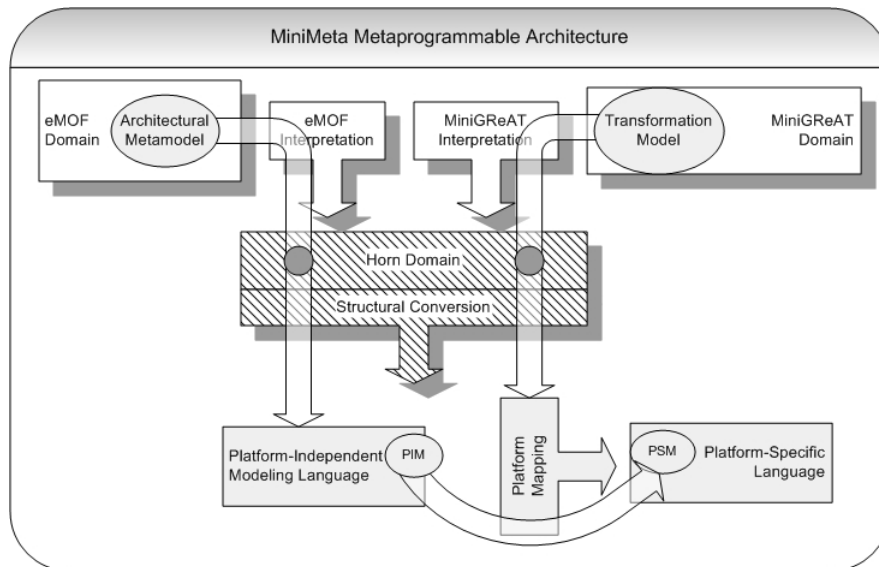 MiniMeta Metaprogrammable Architecture
eMOF
Domain
Architectural
Metamodel
eMOF
Interpretation
MiniGReAT
Interpretation
Transformation
Model
MiniGReAT
Domain
Horn Domain
Structural Conversion
Platform-Independent
Modeling Language
PIM
Platform
Mapping
PSM
Platform-Specific
Language